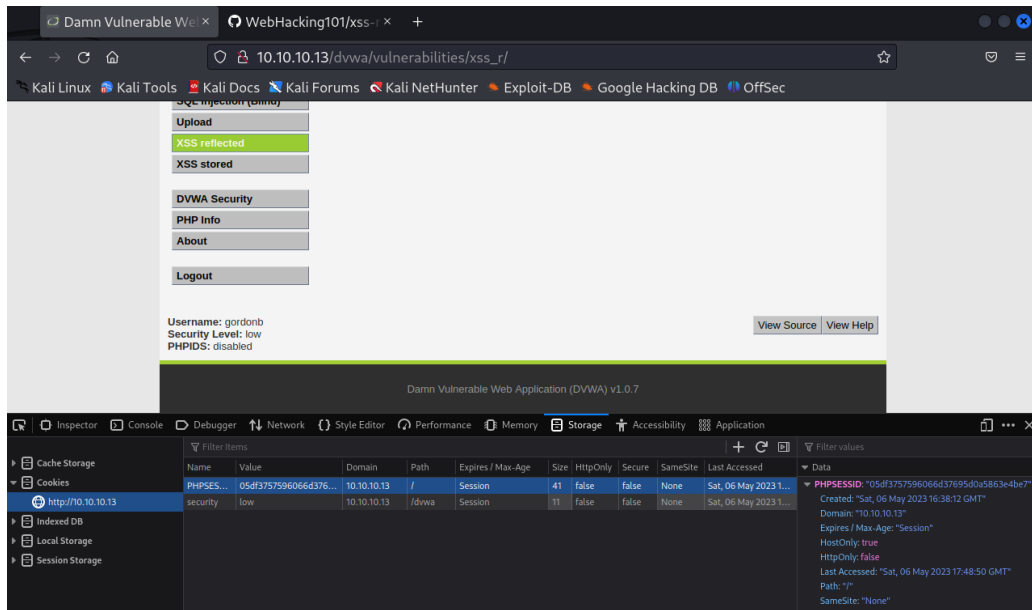 Damn Vulnerable We
WebHacking101/xss-r
10.10.10.13/dvwa/vulnerabilities/xss_r/
Kali Linux Kali Tools Kali Docs Kali Forums Kali NetHunter Exploit-DB Google Hacking DB OffSec
SQL Injection (Blind)
Upload
XSS reflected
XSS stored
DVWA Security
PHP Info
About
Logout
Username: gordonb
Security Level: low
PHPIDS: disabled
View Source View Help
Damn Vulnerable Web Application (DVWA) v1.0.7
Inspector Console Debugger Network Style Editor Performance Memory Storage Accessibility Application
Cache Storage
Cookies
http://10.10.10.13
Indexed DB
Local Storage
Session Storage
Filter Items
Name Value Domain Path Expires / Max-Age Size HttpOnly Secure SameSite Last Accessed
PHPSES... 05df3757596066d376... 10.10.10.13 / Session 41 false false None Sat, 06 May 2023 1...
security low 10.10.10.13 /dvwa Session 11 false false None Sat, 06 May 2023 1...
Filter values
Data
PHPSESSID: "05df3757596066d37695d0a5863e4be7"
Created: "Sat, 06 May 2023 16:38:12 GMT"
Domain: "10.10.10.13"
Expires / Max-Age: "Session"
HostOnly: true
HttpOnly: false
Last Accessed: "Sat, 06 May 2023 17:48:50 GMT"
Path: "/"
SameSite: "None"